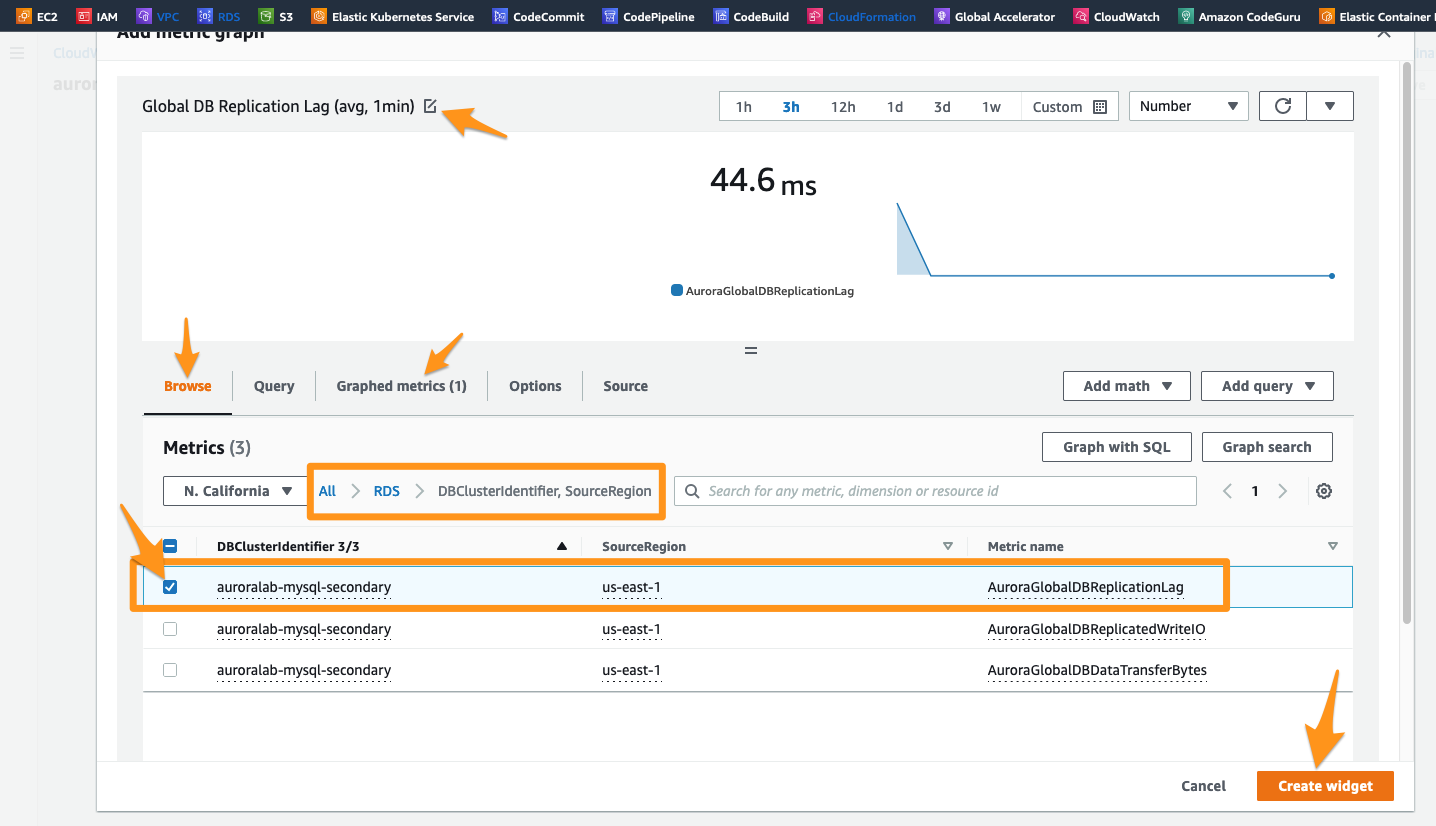 EC2 IAM VPC RDS S3 Elastic Kubernetes Service CodeCommit CodePipeline CodeBuild CloudFormation Global Accelerator CloudWatch Amazon CodeGuru Elastic Container
Add metric graph
Global DB Replication Lag (avg, 1min) 1h 3h 12h 1d 3d 1w Custom Number
44.6 ms
AuroraGlobalDBReplicationLag
Browse Query Graphed metrics (1) Options Source Add math Add query
Metrics (3) Graph with SQL Graph search
N. California All RDS DBClusterIdentifier, SourceRegion Search for any metric, dimension or resource id 1
DBClusterIdentifier 3/3 SourceRegion Metric name
auroralab-mysql-secondary us-east-1 AuroraGlobalDBReplicationLag
auroralab-mysql-secondary us-east-1 AuroraGlobalDBReplicatedWriteIO
auroralab-mysql-secondary us-east-1 AuroraGlobalDBDataTransferBytes
Cancel Create widget